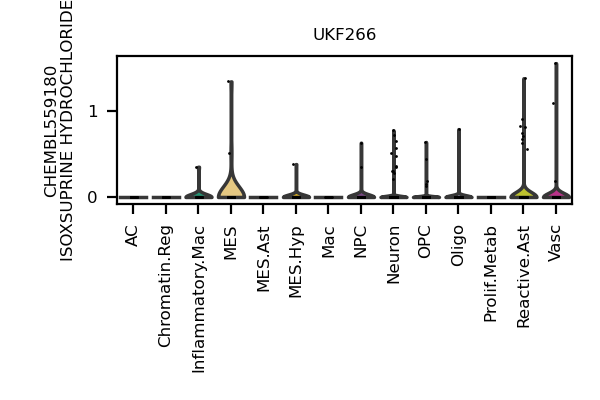 UKF266
CHEMBL559180
ISOXSUPRINE HYDROCHLORIDE
1
0
AC
Chromatin.Reg
Inflammatory.Mac
MES
MES.Ast
MES.Hyp
Mac
NPC
Neuron
OPC
Oligo
Prolif.Metab
Reactive.Ast
Vasc